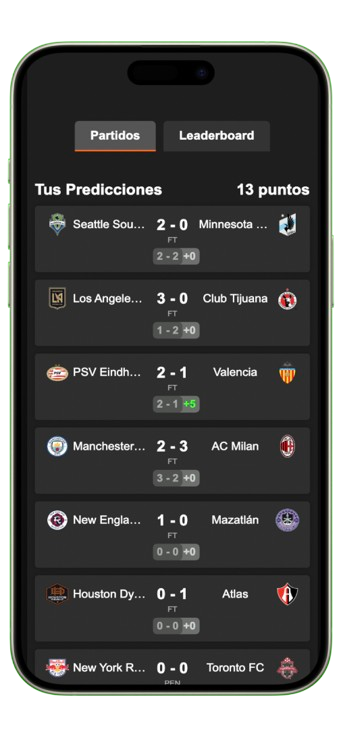 Partidos Leaderboard
Tus Predicciones 13 puntos
Seattle Sou... 2 - 0 Minnesota ...
FT
2 - 2 +0
Los Angele... 3 - 0 Club Tijuana
FT
1 - 2 +0
PSV Eindh... 2 - 1 Valencia
FT
2 - 1 +5
Manchester... 2 - 3 AC Milan
FT
3 - 2 +0
New Engla... 1 - 0 Mazatlán
FT
0 - 0 +0
Houston Dy... 0 - 1 Atlas
FT
0 - 0 +0
New York R... 0 - 0 Toronto FC
PEN